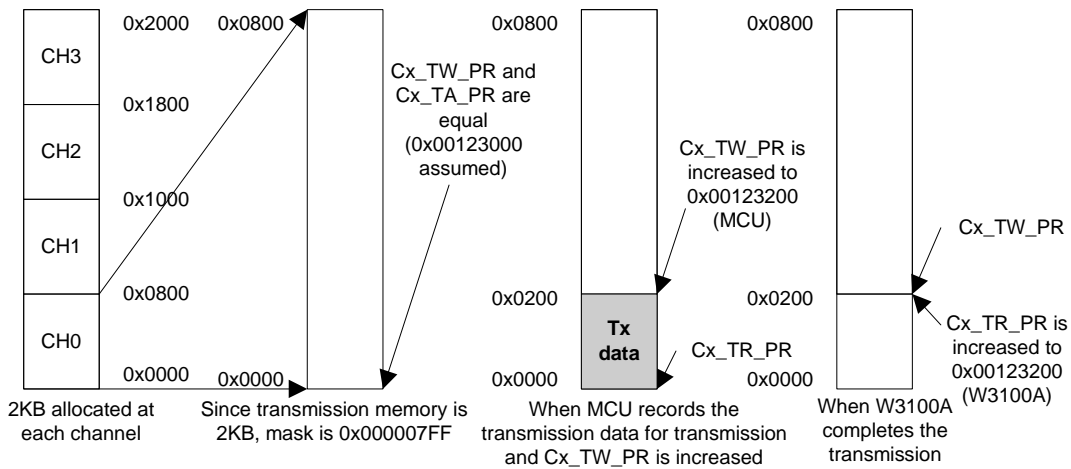 0x2000
CH3
0x1800
CH2
0x1000
CH1
0x0800
CH0
0x0000
2KB allocated at
each channel
0x0800
Cx_TW_PR and
Cx_TA_PR are
equal
(0x00123000
assumed)
0x0000
Since transmission memory is
2KB, mask is 0x000007FF
0x0800
Cx_TW_PR is
increased to
0x00123200
(MCU)
0x0200
Tx
data
Cx_TR_PR
0x0000
When MCU records the
transmission data for transmission
and Cx_TW_PR is increased
0x0800
Cx_TW_PR
0x0200
Cx_TR_PR is
increased to
0x00123200
(W3100A)
0x0000
When W3100A
completes the
transmission